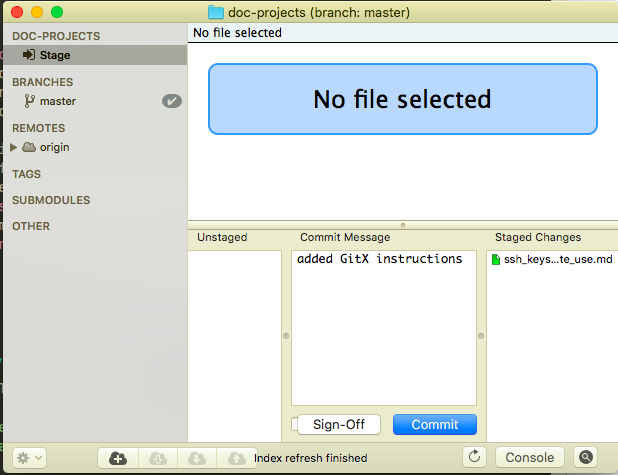 doc-projects (branch: master)
DOC-PROJECTS
Stage
BRANCHES
master
REMOTES
origin
TAGS
SUBMODULES
OTHER
No file selected
No file selected
Unstaged
Commit Message
Staged Changes
added GitX instructions
ssh_keys...te_use.md
Sign-Off
Commit
Index refresh finished
Console